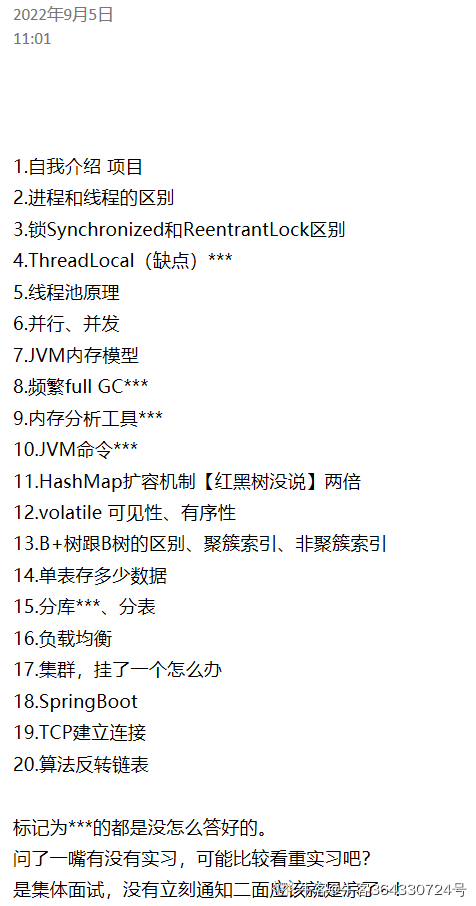 2022年9月5日
11:01
1.自我介绍 项目
2.进程和线程的区别
3.锁Synchronized和ReentrantLock区别
4.ThreadLocal（缺点）***
5.线程池原理
6.并行、并发
7.JVM内存模型
8.频繁full GC***
9.内存分析工具***
10.JVM命令***
11.HashMap扩容机制【红黑树没说】两倍
12.volatile 可见性、有序性
13.B+树跟B树的区别、聚簇索引、非聚簇索引
14.单表存多少数据
15.分库***、分表
16.负载均衡
17.集群，挂了一个怎么办
18.SpringBoot
19.TCP建立连接
20.算法反转链表
标记为***的都是没怎么答好的。
问了一嘴有没有实习，可能比较看重实习吧？
是集体面试，没有立刻通知二面应该就是
364330724号